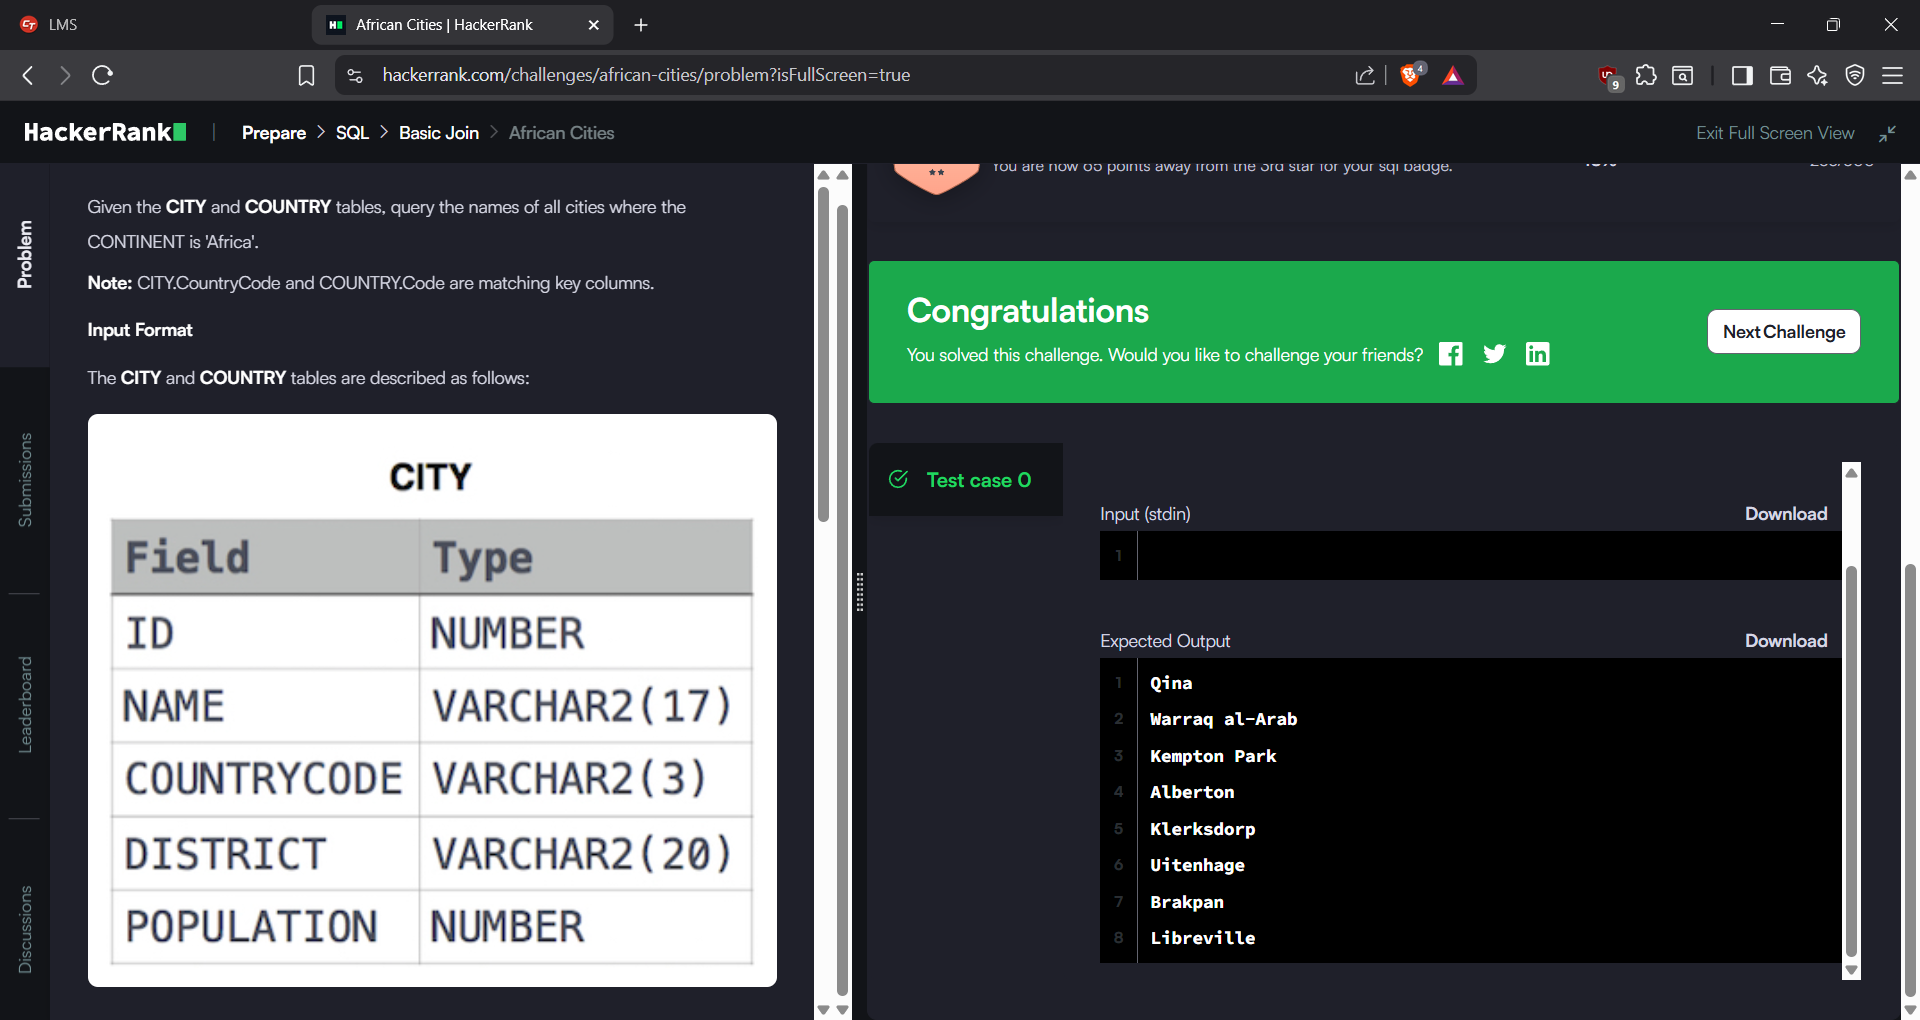 LMS
African Cities | HackerRank
hackerrank.com/challenges/african-cities/problem?isFullScreen=true
4
9
HackerRank
Prepare > SQL > Basic Join > African Cities
Exit Full Screen View
Problem
Submissions
Leaderboard
Discussions
Given the CITY and COUNTRY tables, query the names of all cities where the
CONTINENT is 'Africa'.
Note: CITY.CountryCode and COUNTRY.Code are matching key columns.
Input Format
The CITY and COUNTRY tables are described as follows:
CITY
Field Type
ID NUMBER
NAME VARCHAR2(17)
COUNTRYCODE VARCHAR2(3)
DISTRICT VARCHAR2(20)
POPULATION NUMBER
You are now 65 points away from the 3rd star for your sql badge.
Congratulations
You solved this challenge. Would you like to challenge your friends?
Next Challenge
Test case 0
Input (stdin) Download
1
Expected Output Download
1 Qina
2 Warraq al-Arab
3 Kempton Park
4 Alberton
5 Klerksdorp
6 Uitenhage
7 Brakpan
8 Libreville